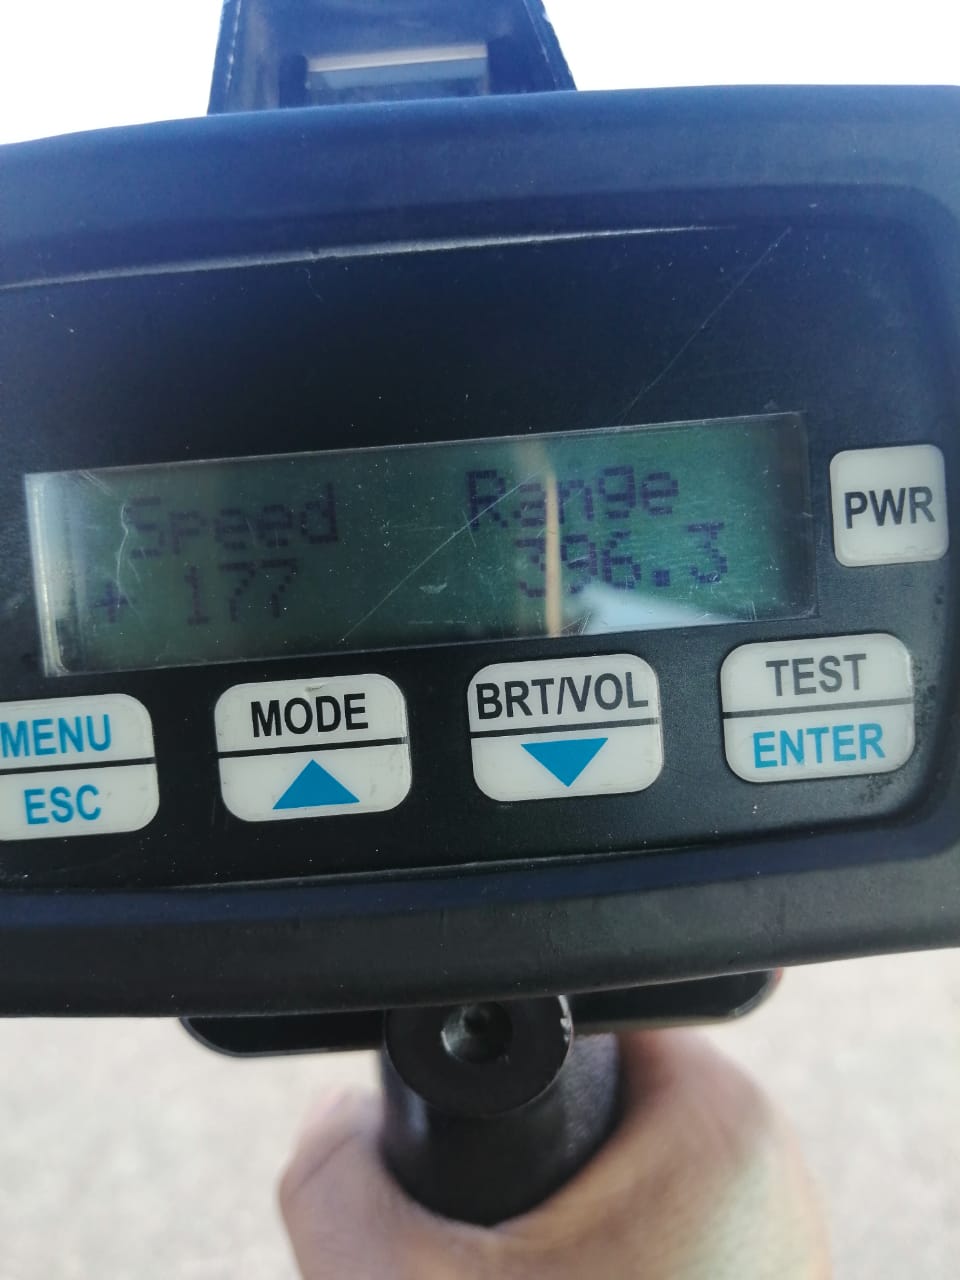 Speed Range
+ 177 396.3
PWR
MENU
ESC
MODE
BRT/VOL
TEST
ENTER